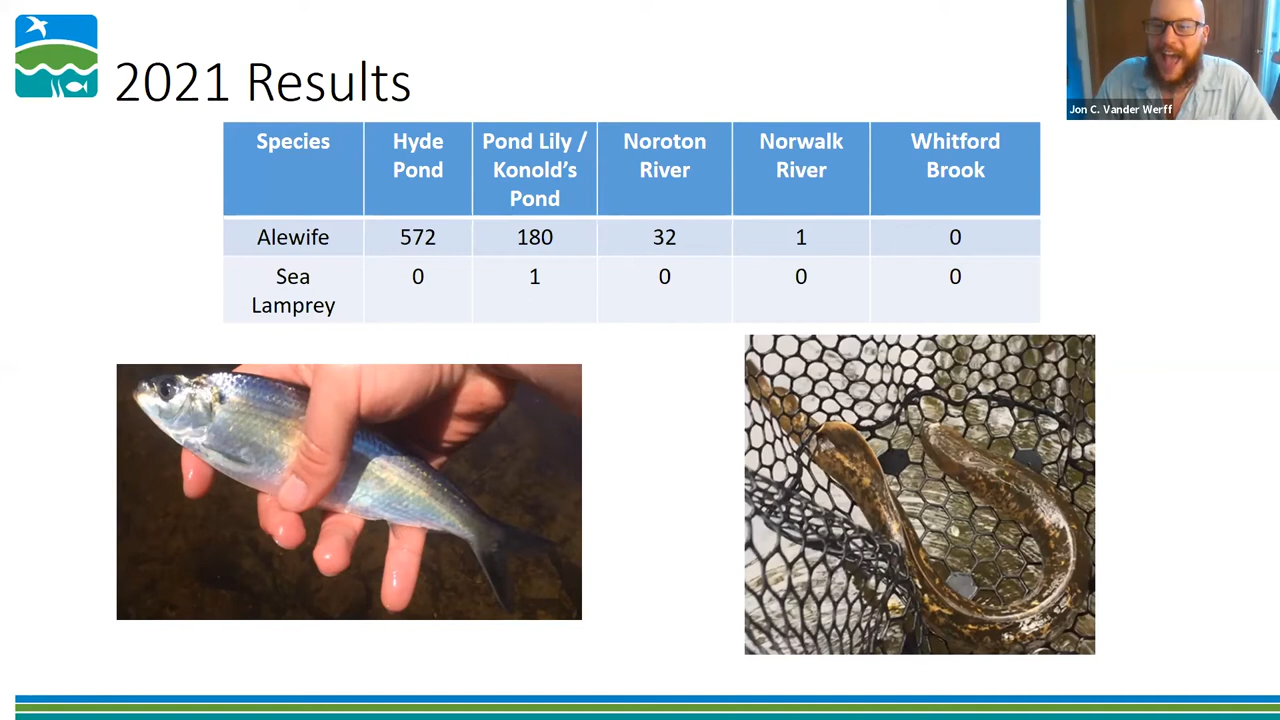 2021 Results
Jon C. Vander Werff
Species
Hyde
Pond
Pond Lily /
Konold's
Pond
Noroton
River
Norwalk
River
Whitford
Brook
Alewife
572
180
32
1
0
Sea
Lamprey
0
1
0
0
0